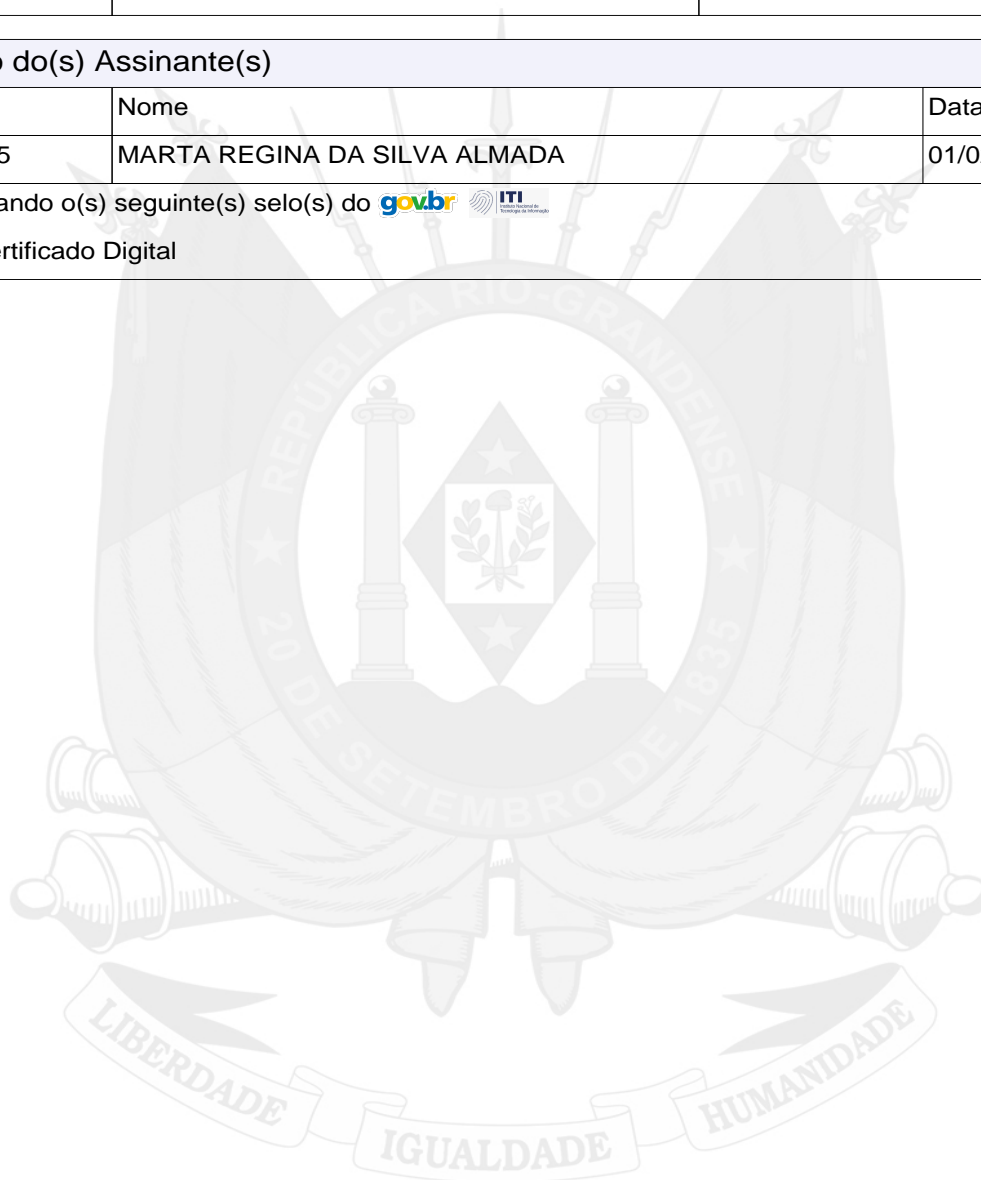 o do(s) Assinante(s)
Nome Data
5 MARTA REGINA DA SILVA ALMADA 01/0
ando o(s) seguinte(s) selo(s) do gov.br ITI
rtificado Digital
REPÚBLICA RIO-GRANDENSE
20 DE SETEMBRO DE 1835
LIBERDADE IGUALDADE HUMANIDADE